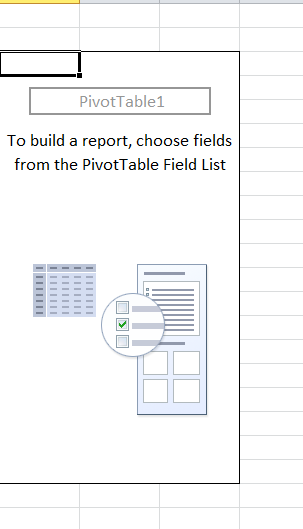 PivotTable1
To build a report, choose fields
from the PivotTable Field List